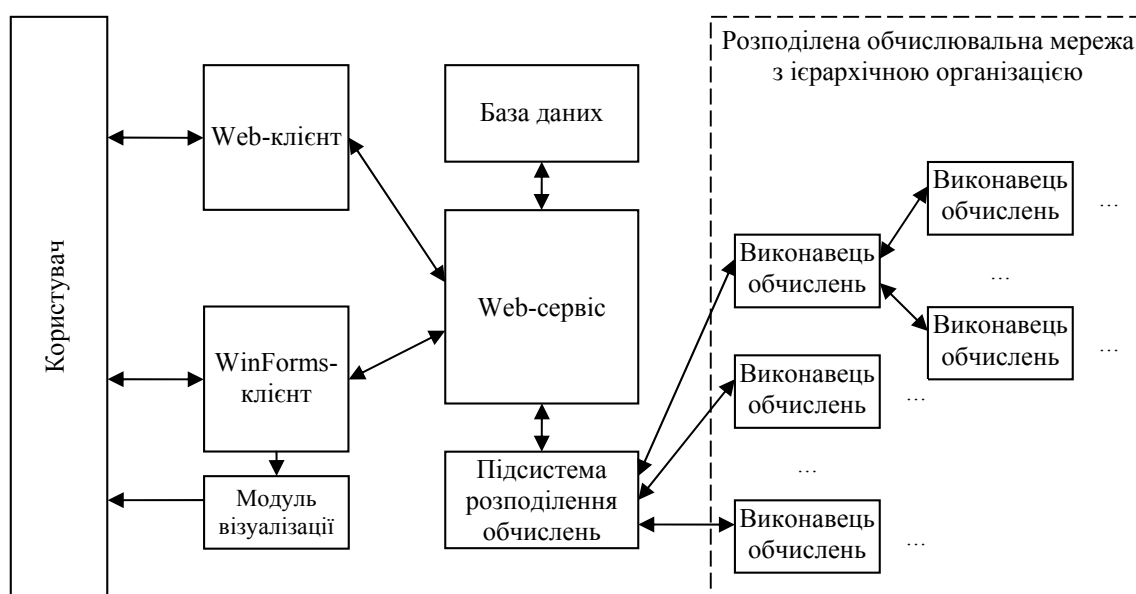 Користувач
Web-клієнт
WinForms-
клієнт
Модуль
візуалізації
База даних
Web-сервіс
Підсистема
розподілення
обчислень
Розподілена обчислювальна мережа
з ієрархічною організацією
Виконавець
обчислень
...
Виконавець
обчислень
...
Виконавець
обчислень
...
Виконавець
обчислень
...
...
Виконавець
обчислень
...